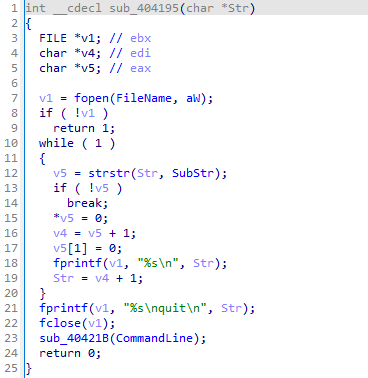 1 int __cdecl sub_404195(char *Str)
2 {
3 FILE *v1; // ebx
4 char *v4; // edi
5 char *v5; // eax
6
7 v1 = fopen(FileName, aW);
8 if ( !v1 )
9 return 1;
10 while ( 1 )
11 {
12 v5 = strstr(Str, SubStr);
13 if ( !v5 )
14 break;
15 *v5 = 0;
16 v4 = v5 + 1;
17 v5[1] = 0;
18 fprintf(v1, "%s\n", Str);
19 Str = v4 + 1;
20 }
21 fprintf(v1, "%s\nquit\n", Str);
22 fclose(v1);
23 sub_40421B(CommandLine);
24 return 0;
25 }